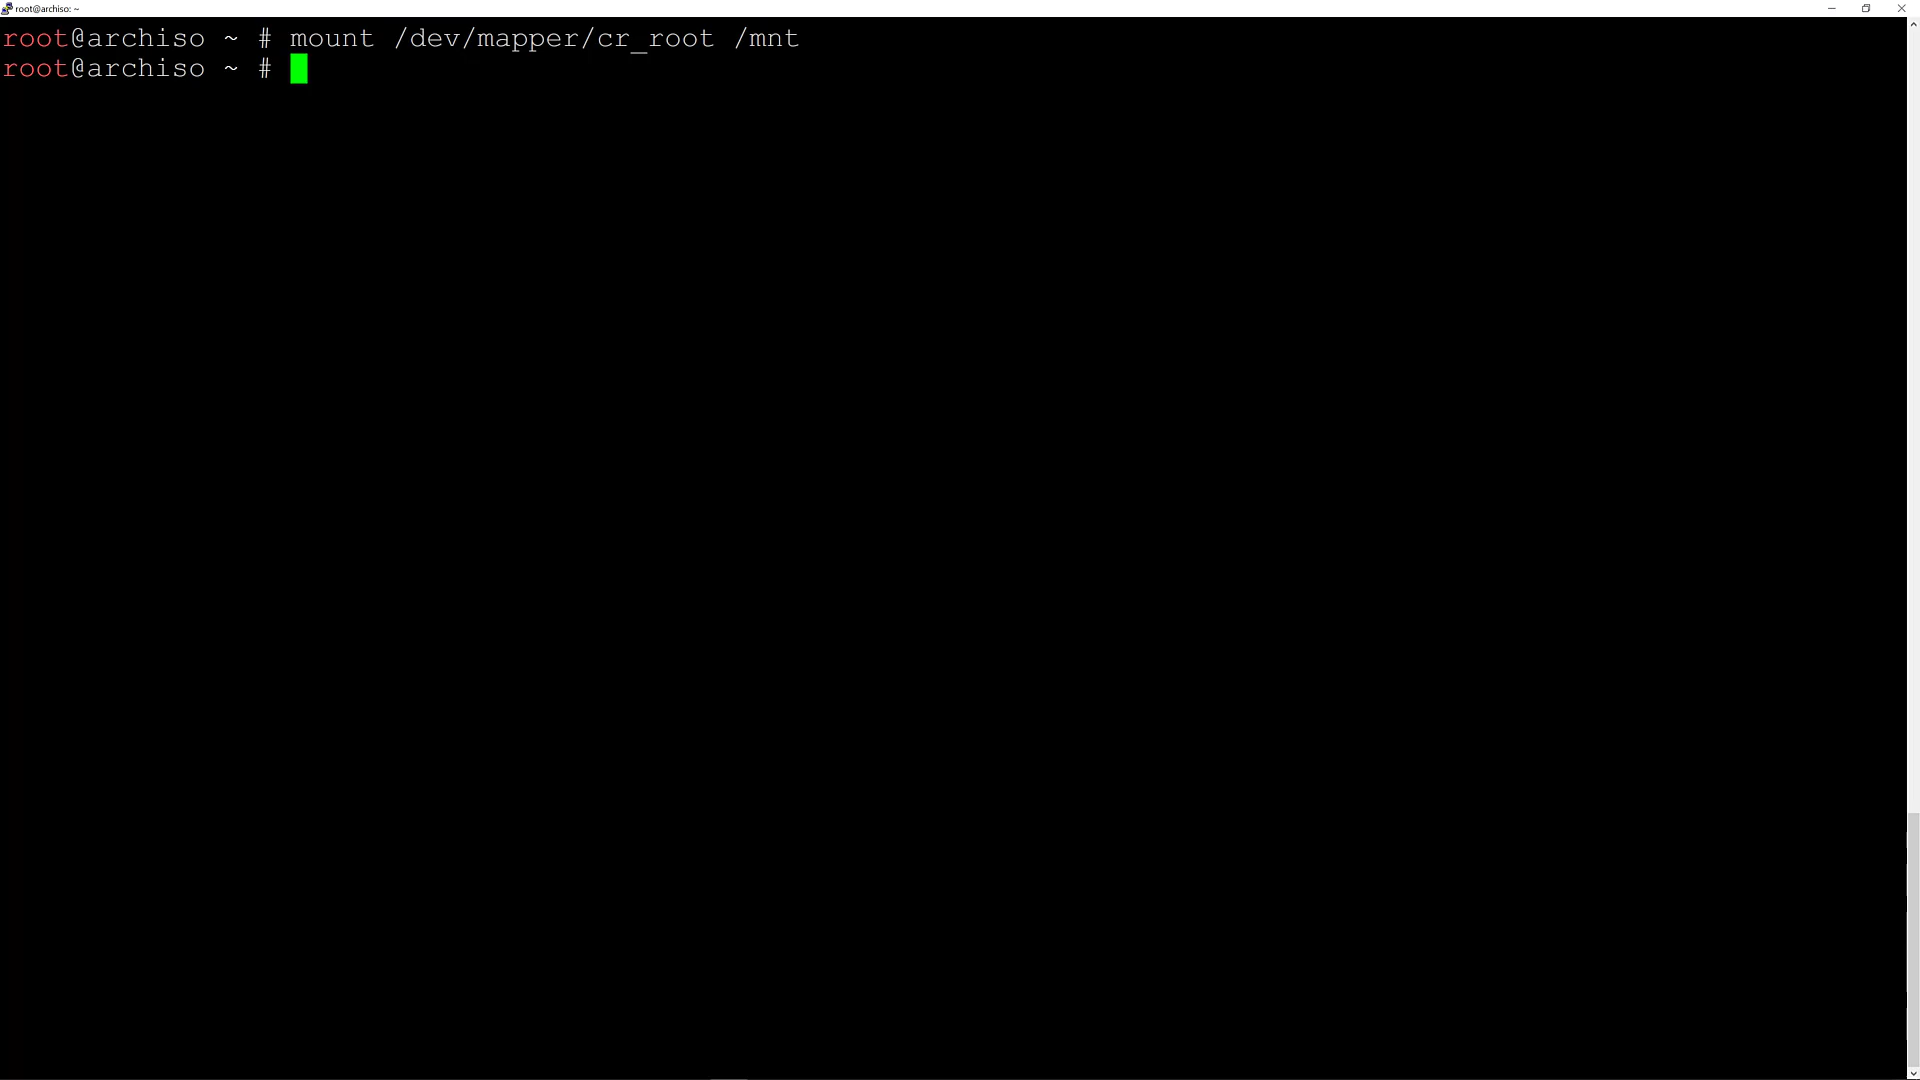 root@archiso: ~
root@archiso ~ # mount /dev/mapper/cr_root /mnt
root@archiso ~ #